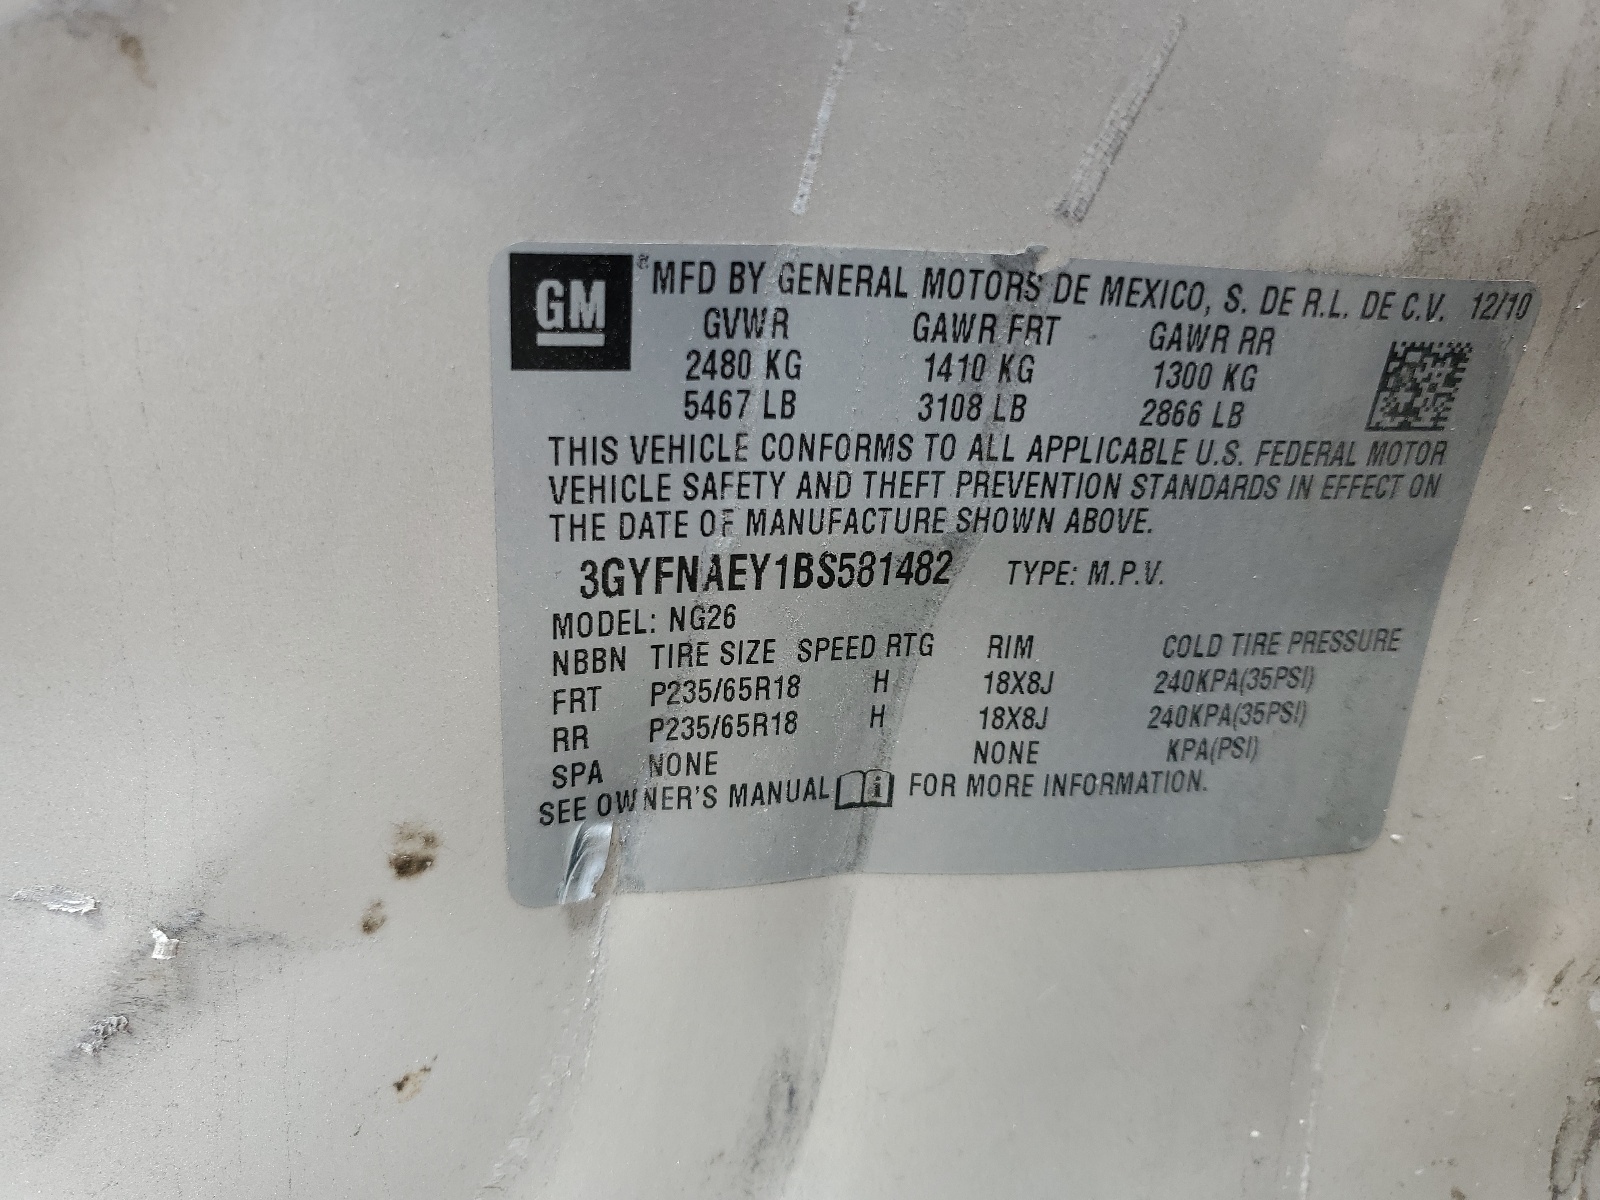 GM ® MFD BY GENERAL MOTORS DE MEXICO, S. DE R.L. DE C.V. 12/10
GVWR GAWR FRT GAWR RR
2480 KG 1410 KG 1300 KG
5467 LB 3108 LB 2866 LB
THIS VEHICLE CONFORMS TO ALL APPLICABLE U.S. FEDERAL MOTOR
VEHICLE SAFETY AND THEFT PREVENTION STANDARDS IN EFFECT ON
THE DATE OF MANUFACTURE SHOWN ABOVE.
3GYFNAEY1BS581482 TYPE: M.P.V.
MODEL: NG26
NBBN TIRE SIZE SPEED RTG RIM COLD TIRE PRESSURE
FRT P235/65R18 H 18X8J 240KPA(35PSI)
RR P235/65R18 H 18X8J 240KPA(35PSI)
SPA NONE NONE KPA(PSI)
SEE OWNER'S MANUAL FOR MORE INFORMATION.